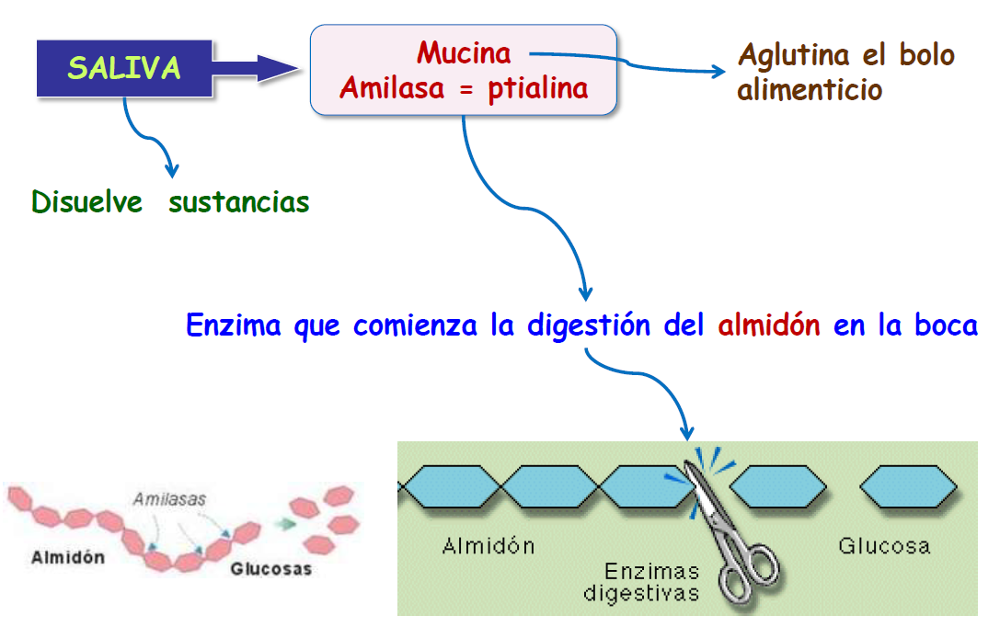 SALIVA
Mucina
Amilasa = ptialina
Aglutina el bolo
alimenticio
Disuelve sustancias
Enzima que comienza la digestión del almidón en la boca
Amilasas
Almidón
Glucosas
Almidón
Glucosa
Enzimas
digestivas